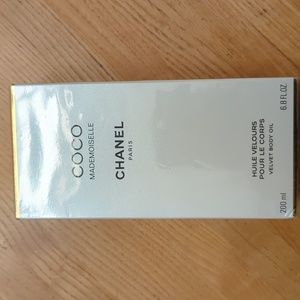 COCO
MADEMOISELLE
CHANEL
PARIS
HUILE VELOURS
POUR LE CORPS
VELVET BODY OIL
200 ml
6.8 FL.OZ.